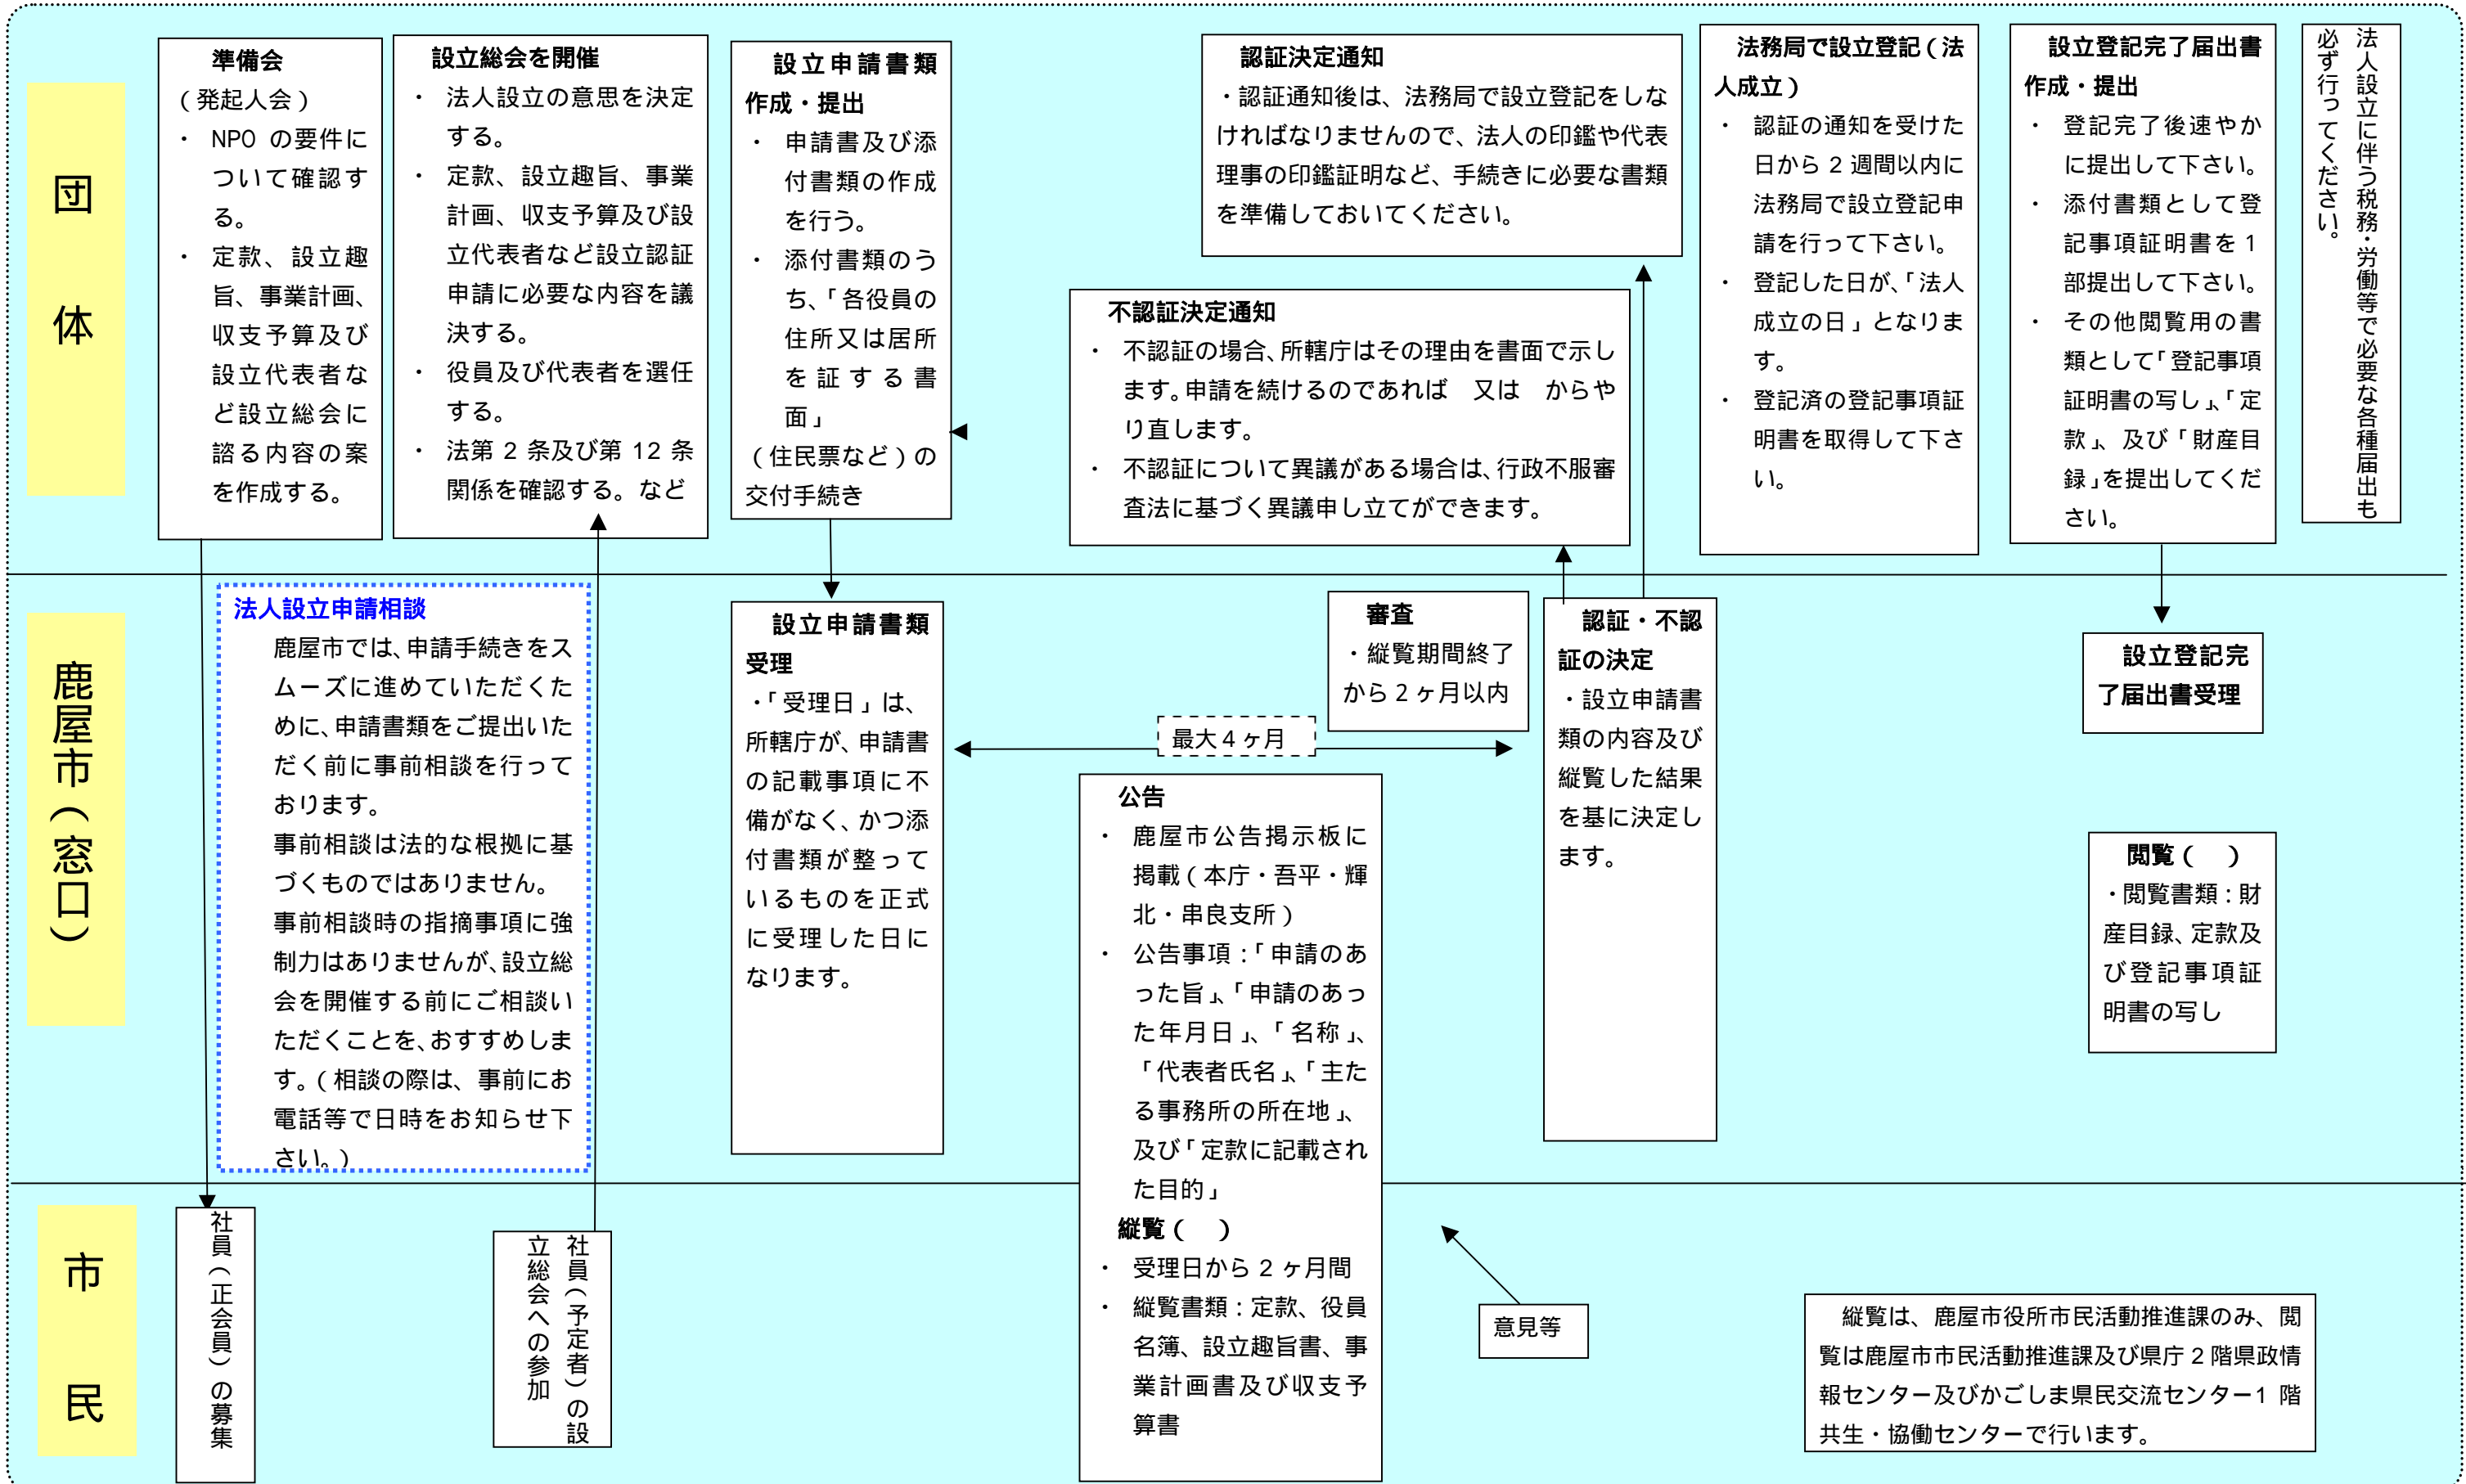 団体
準備会
（発起人会）
・ NPO の要件に
ついて確認す
る。
・ 定款、設立趣
旨、事業計画、
収支予算及び
設立代表者な
ど設立総会に
諮る内容の案
を作成する。
設立総会を開催
・ 法人設立の意思を決定
する。
・ 定款、設立趣旨、事業
計画、収支予算及び設
立代表者など設立認証
申請に必要な内容を議
決する。
・ 役員及び代表者を選任
する。
・ 法第 2 条及び第 12 条
関係を確認する。など
設立申請書類
作成・提出
・ 申請書及び添
付書類の作成
を行う。
・ 添付書類のう
ち、「各役員の
住所又は居所
を証する書
面」
（住民票など）の
交付手続き
認証決定通知
・認証通知後は、法務局で設立登記をしな
ければなりませんので、法人の印鑑や代表
理事の印鑑証明など、手続きに必要な書類
を準備しておいてください。
不認証決定通知
・ 不認証の場合、所轄庁はその理由を書面で示し
ます。申請を続けるのであれば　又は　からや
り直します。
・ 不認証について異議がある場合は、行政不服審
査法に基づく異議申し立てができます。
法務局で設立登記（法
人成立）
・ 認証の通知を受けた
日から 2 週間以内に
法務局で設立登記申
請を行って下さい。
・ 登記した日が、「法人
成立の日」となりま
す。
・ 登記済の登記事項証
明書を取得して下さ
い。
設立登記完了届出書
作成・提出
・ 登記完了後速やか
に提出して下さい。
・ 添付書類として登
記事項証明書を 1
部提出して下さい。
・ その他閲覧用の書
類として「登記事項
証明書の写し」、「定
款」、及び「財産目
録」を提出してくだ
さい。
法人設立に伴う税務・労働等で必要な各種届出も
必ず行ってください。
鹿屋市（窓口）
法人設立申請相談
鹿屋市では、申請手続きをス
ムーズに進めていただくた
めに、申請書類をご提出いた
だく前に事前相談を行って
おります。
事前相談は法的な根拠に基
づくものではありません。
事前相談時の指摘事項に強
制力はありませんが、設立総
会を開催する前にご相談い
ただくことを、おすすめしま
す。（相談の際は、事前にお
電話等で日時をお知らせ下
さい。）
設立申請書類
受理
・「受理日」は、
所轄庁が、申請書
の記載事項に不
備がなく、かつ添
付書類が整って
いるものを正式
に受理した日に
なります。
最大 4 ヶ月
審査
・縦覧期間終了
から 2 ヶ月以内
認証・不認
証の決定
・設立申請書
類の内容及び
縦覧した結果
を基に決定し
ます。
設立登記完
了届出書受理
閲覧（　）
・閲覧書類：財
産目録、定款及
び登記事項証
明書の写し
公告
・ 鹿屋市公告掲示板に
掲載（本庁・吾平・輝
北・串良支所）
・ 公告事項：「申請のあ
った旨」、「申請のあっ
た年月日」、「名称」、
「代表者氏名」、「主た
る事務所の所在地」、
及び「定款に記載され
た目的」
縦覧（　）
・ 受理日から 2 ヶ月間
・ 縦覧書類：定款、役員
名簿、設立趣旨書、事
業計画書及び収支予
算書
市民
社員（正会員）の募集
社員（予定者）の設
立総会への参加
意見等
縦覧は、鹿屋市役所市民活動推進課のみ、閲
覧は鹿屋市市民活動推進課及び県庁 2 階県政情
報センター及びかごしま県民交流センター1 階
共生・協働センターで行います。